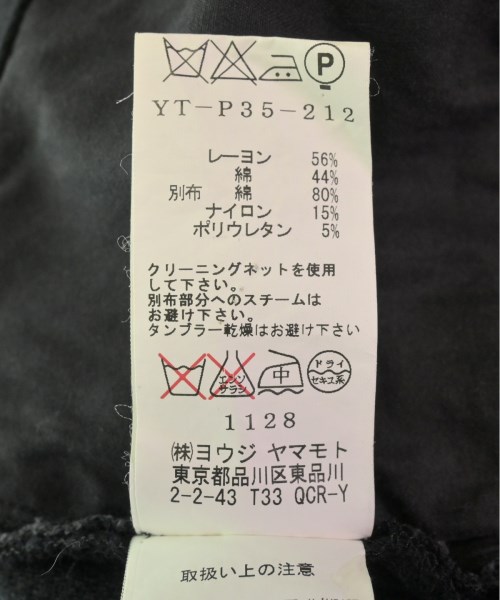 P
YT-P35-212
レーヨン 56%
綿 44%
別布 綿 80%
ナイロン 15%
ポリウレタン 5%
クリーニングネットを使用
して下さい。
別布部分へのスチームは
お避け下さい。
タンブラー乾燥はお避け下さい
エンソ サラシ 中 ドライ セキユ系
1128
㈱ヨウジ ヤマモト
東京都品川区東品川
2-2-43 T33 QCR-Y
取扱い上の注意